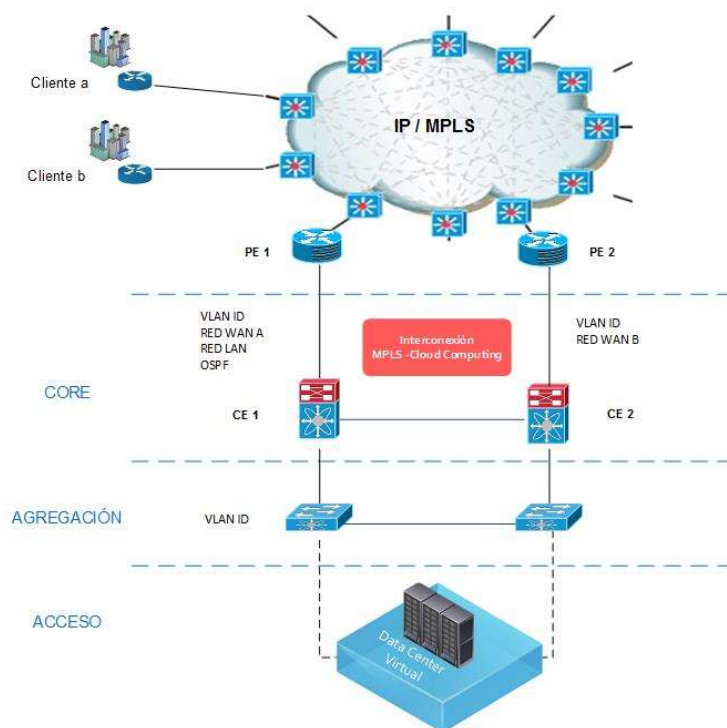 Cliente a
IP / MPLS
Cliente b
PE 1
PE 2
VLAN ID
RED WAN A
RED LAN
OSPF
Interconexión
MPLS -Cloud Computing
VLAN ID
RED WAN B
CORE
CE 1
CE 2
AGREGACIÓN
VLAN ID
ACCESO
Data Center
Virtual